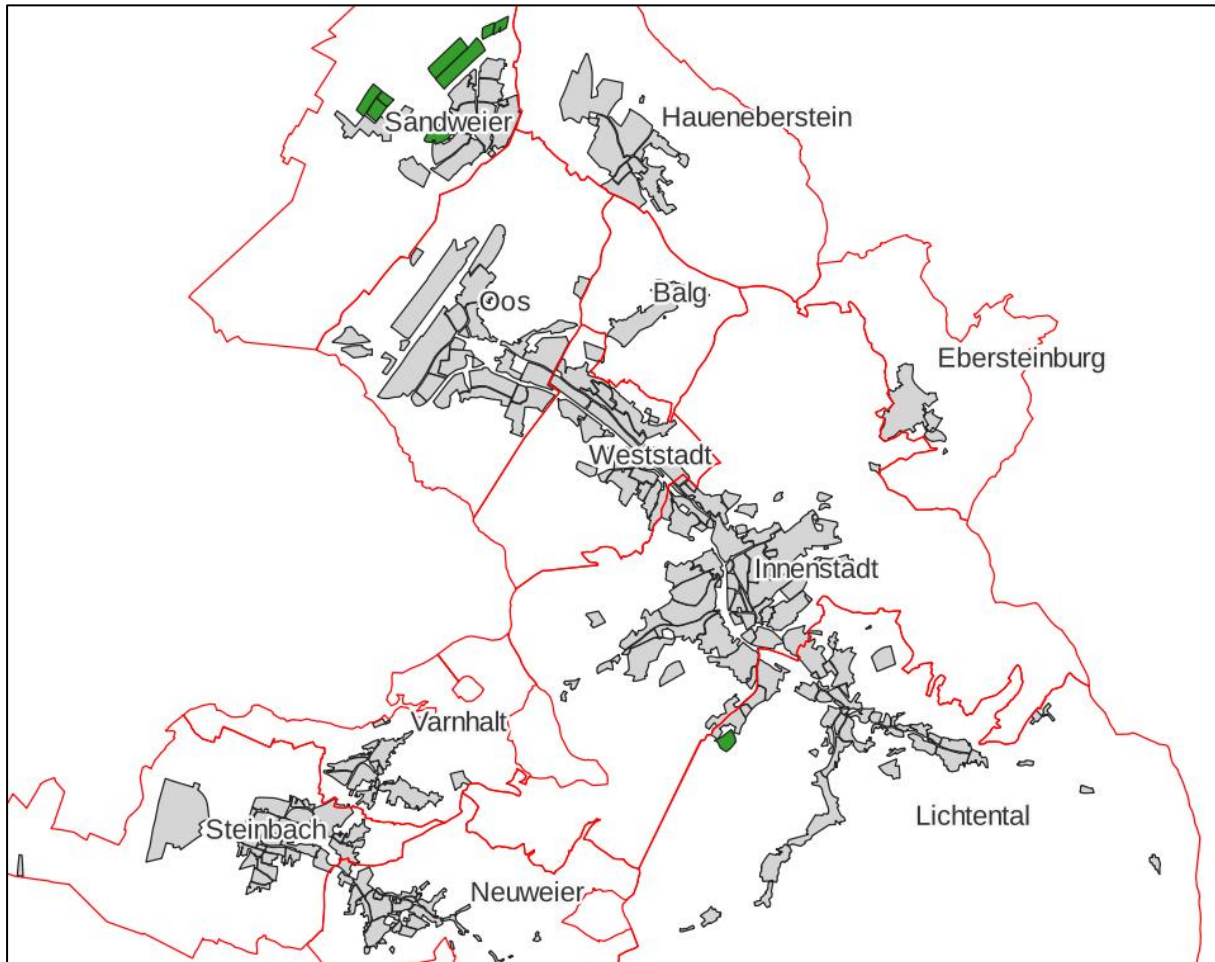 Haueneberstein
Sandweier
Oos
Balg
Ebersteinburg
Weststadt
Innenstadt
Varnhalt
Lichtental
Steinbach
Neuweier